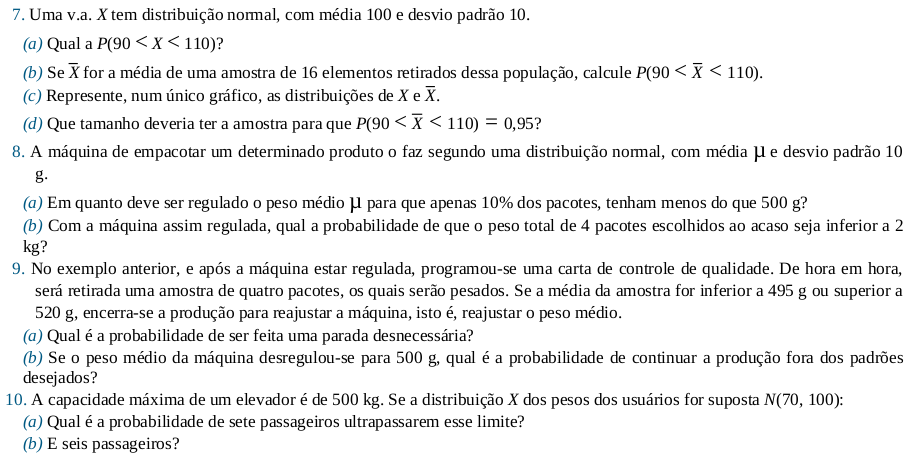 7. Uma v.a. X tem distribuição normal, com média 100 e desvio padrão 10.
(a) Qual a P(90 < X < 110)?
(b) Se X̅ for a média de uma amostra de 16 elementos retirados dessa população, calcule P(90 < X̅ < 110).
(c) Represente, num único gráfico, as distribuições de X e X̅.
(d) Que tamanho deveria ter a amostra para que P(90 < X̅ < 110) = 0,95?
8. A máquina de empacotar um determinado produto o faz segundo uma distribuição normal, com média μ e desvio padrão 10
g.
(a) Em quanto deve ser regulado o peso médio μ para que apenas 10% dos pacotes, tenham menos do que 500 g?
(b) Com a máquina assim regulada, qual a probabilidade de que o peso total de 4 pacotes escolhidos ao acaso seja inferior a 2
kg?
9. No exemplo anterior, e após a máquina estar regulada, programou-se uma carta de controle de qualidade. De hora em hora,
será retirada uma amostra de quatro pacotes, os quais serão pesados. Se a média da amostra for inferior a 495 g ou superior a
520 g, encerra-se a produção para reajustar a máquina, isto é, reajustar o peso médio.
(a) Qual é a probabilidade de ser feita uma parada desnecessária?
(b) Se o peso médio da máquina desregulou-se para 500 g, qual é a probabilidade de continuar a produção fora dos padrões
desejados?
10. A capacidade máxima de um elevador é de 500 kg. Se a distribuição X dos pesos dos usuários for suposta N(70, 100):
(a) Qual é a probabilidade de sete passageiros ultrapassarem esse limite?
(b) E seis passageiros?